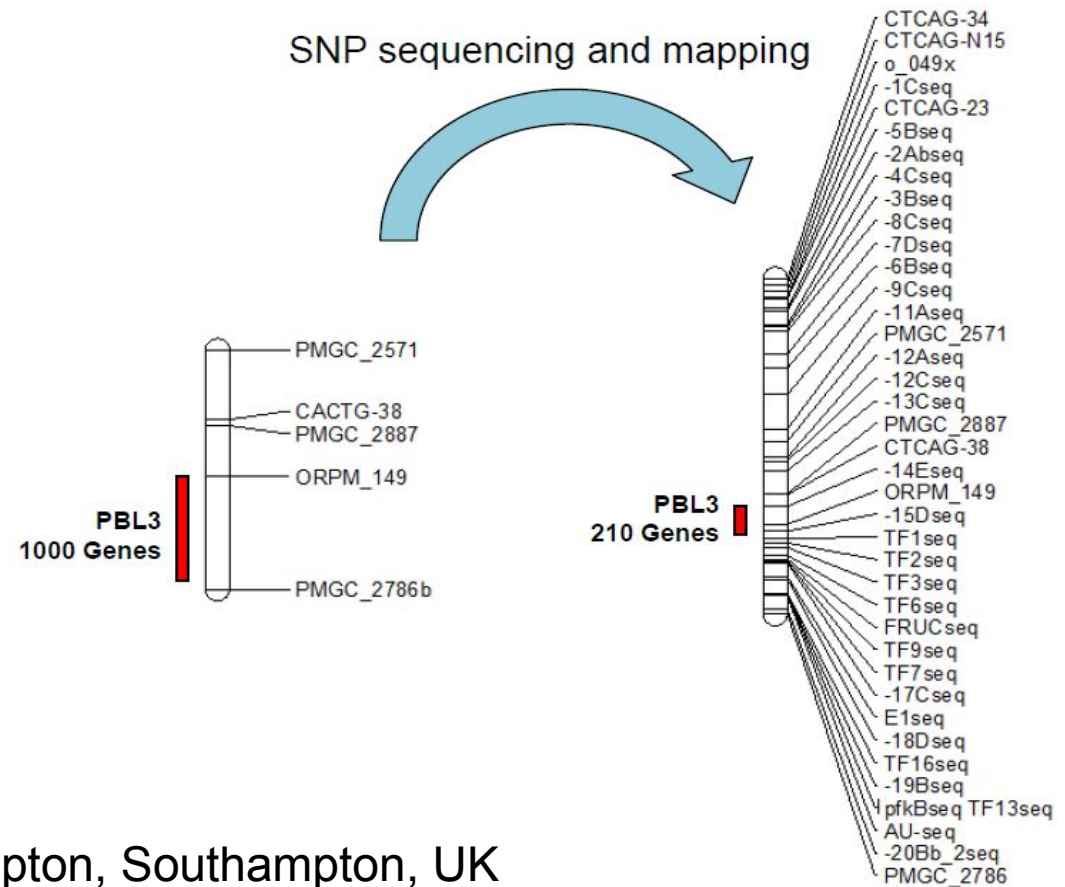 SNP sequencing and mapping
PMGC_2571
CACTG-38
PMGC_2887
ORPM_149
PBL3
1000 Genes
PMGC_2786b
CTCAG-34
CTCAG-N15
o_049x
-1Cseq
CTCAG-23
-5Bseq
-2Abseq
-4Cseq
-3Bseq
-8Cseq
-7Dseq
-6Bseq
-9Cseq
-11Aseq
PMGC_2571
-12Aseq
-12Cseq
-13Cseq
PMGC_2887
CTCAG-38
-14Eseq
ORPM_149
-15Dseq
TF1seq
TF2seq
TF3seq
TF6seq
FRUCseq
TF9seq
TF7seq
-17Cseq
E1seq
-18Dseq
TF16seq
-19Bseq
pfkBseq TF13seq
AU-seq
-20Bb_2seq
PMGC_2786
PBL3
210 Genes
pton, Southampton, UK